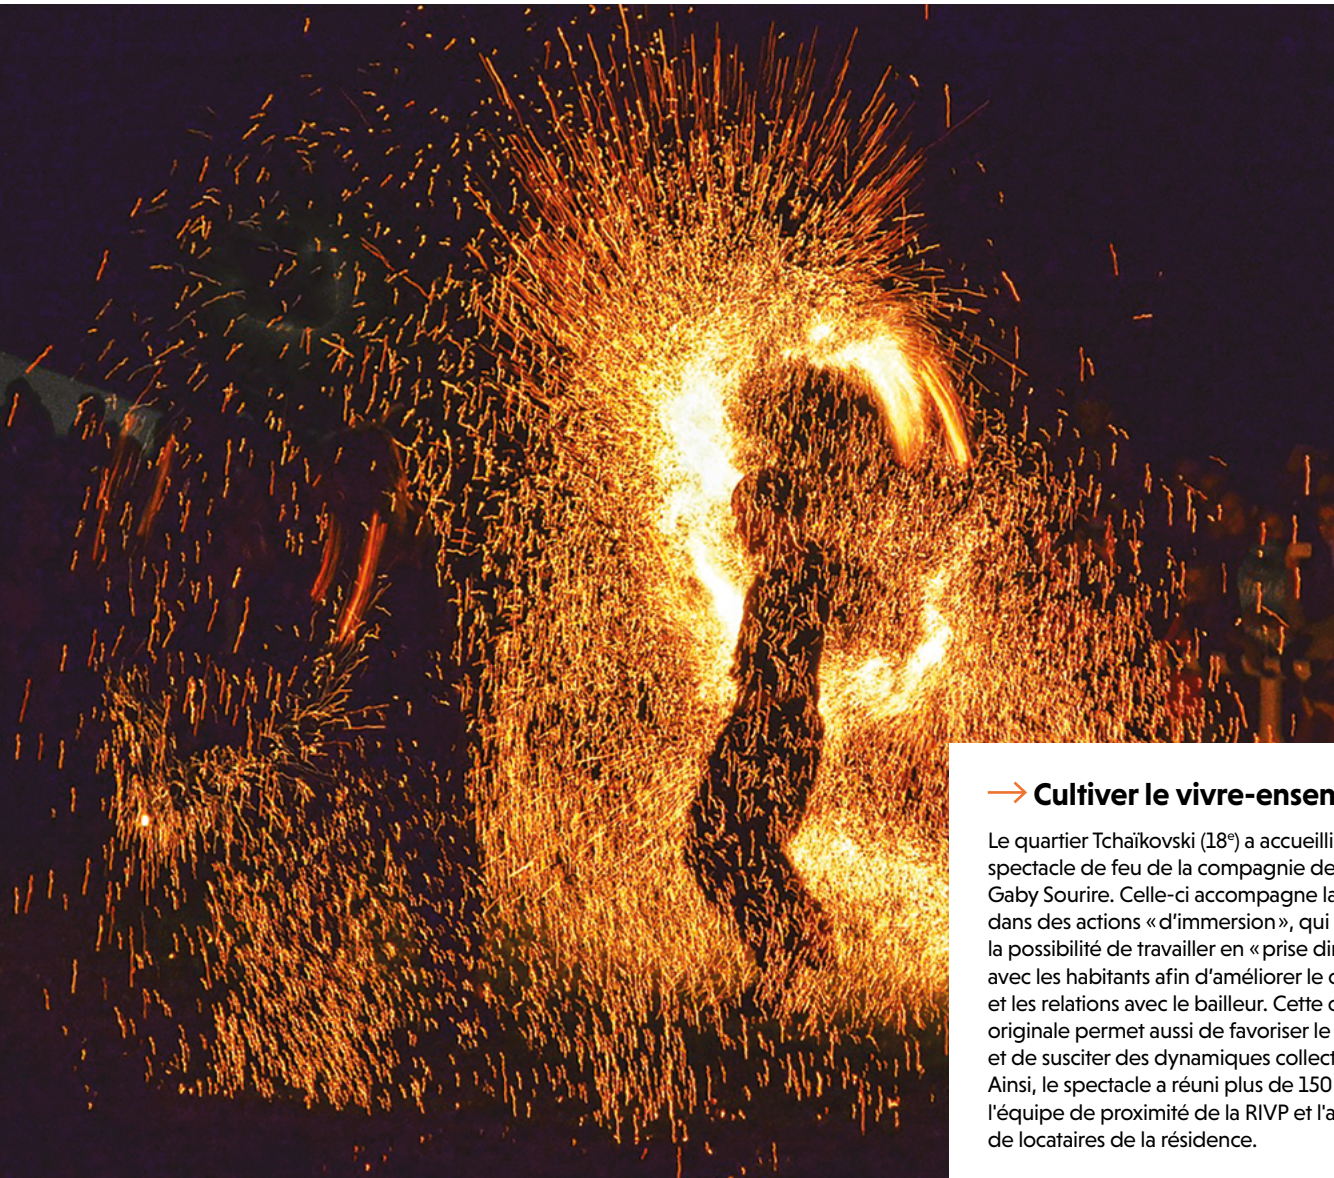 → Cultiver le vivre-ensem
Le quartier Tchaïkovski (18e) a accueilli
spectacle de feu de la compagnie de
Gaby Sourire. Celle-ci accompagne la
dans des actions «d'immersion», qui
la possibilité de travailler en «prise dir
avec les habitants afin d'améliorer le
et les relations avec le bailleur. Cette
originale permet aussi de favoriser le
et de susciter des dynamiques collect
Ainsi, le spectacle a réuni plus de 150
l'équipe de proximité de la RIVP et l'a
de locataires de la résidence.